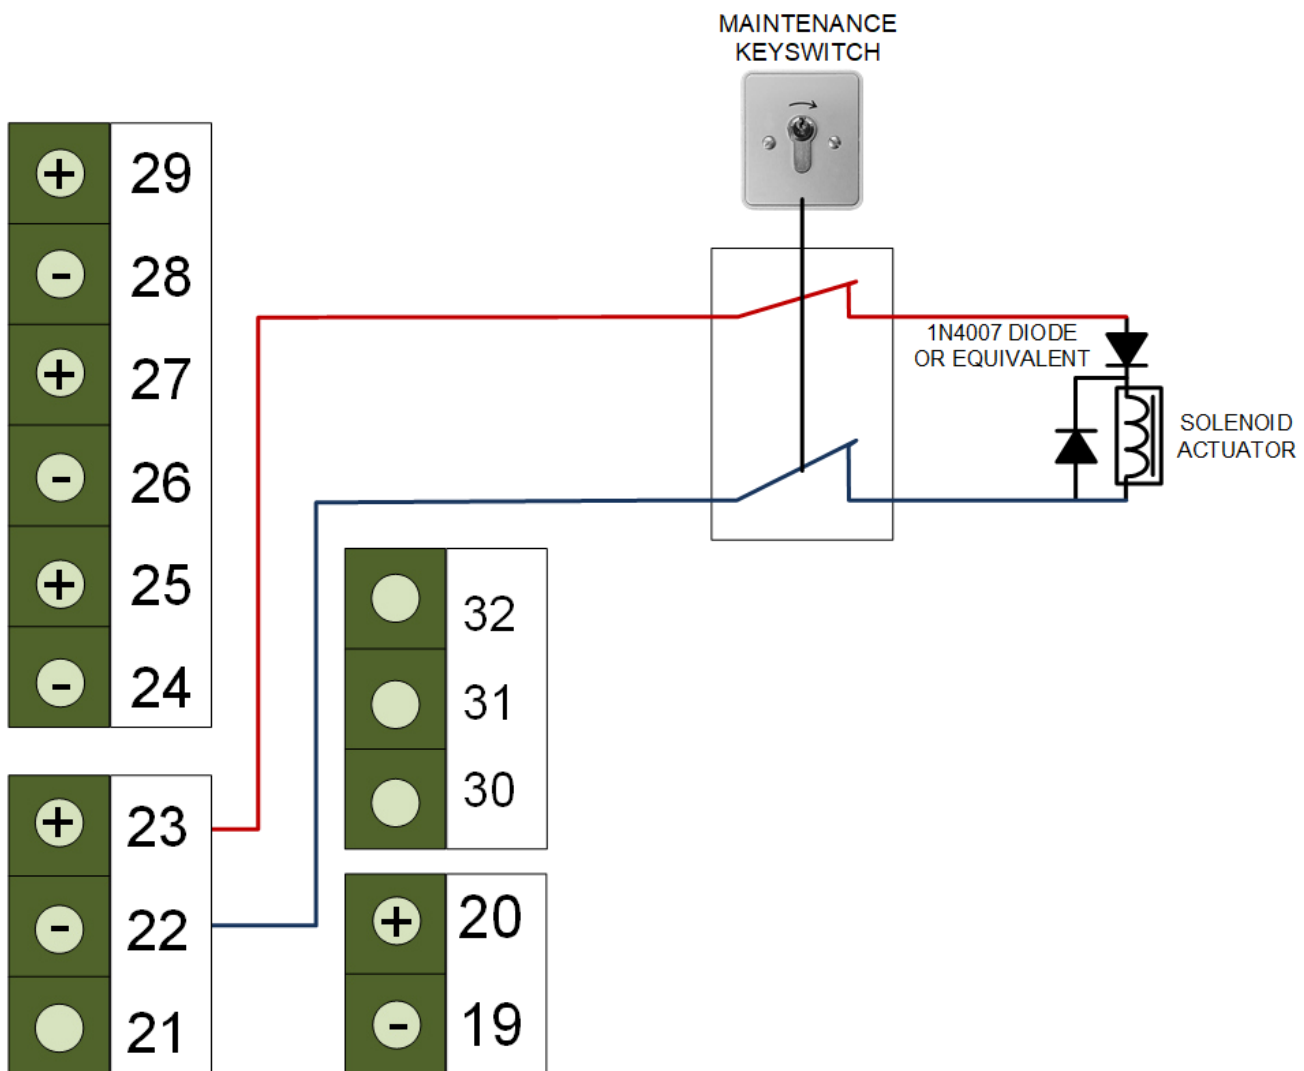 MAINTENANCE
KEYSWITCH
+ 29
- 28
+ 27
- 26
+ 25
- 24
1N4007 DIODE
OR EQUIVALENT
SOLENOID
ACTUATOR
32
31
30
+ 23
- 22
21
+ 20
- 19